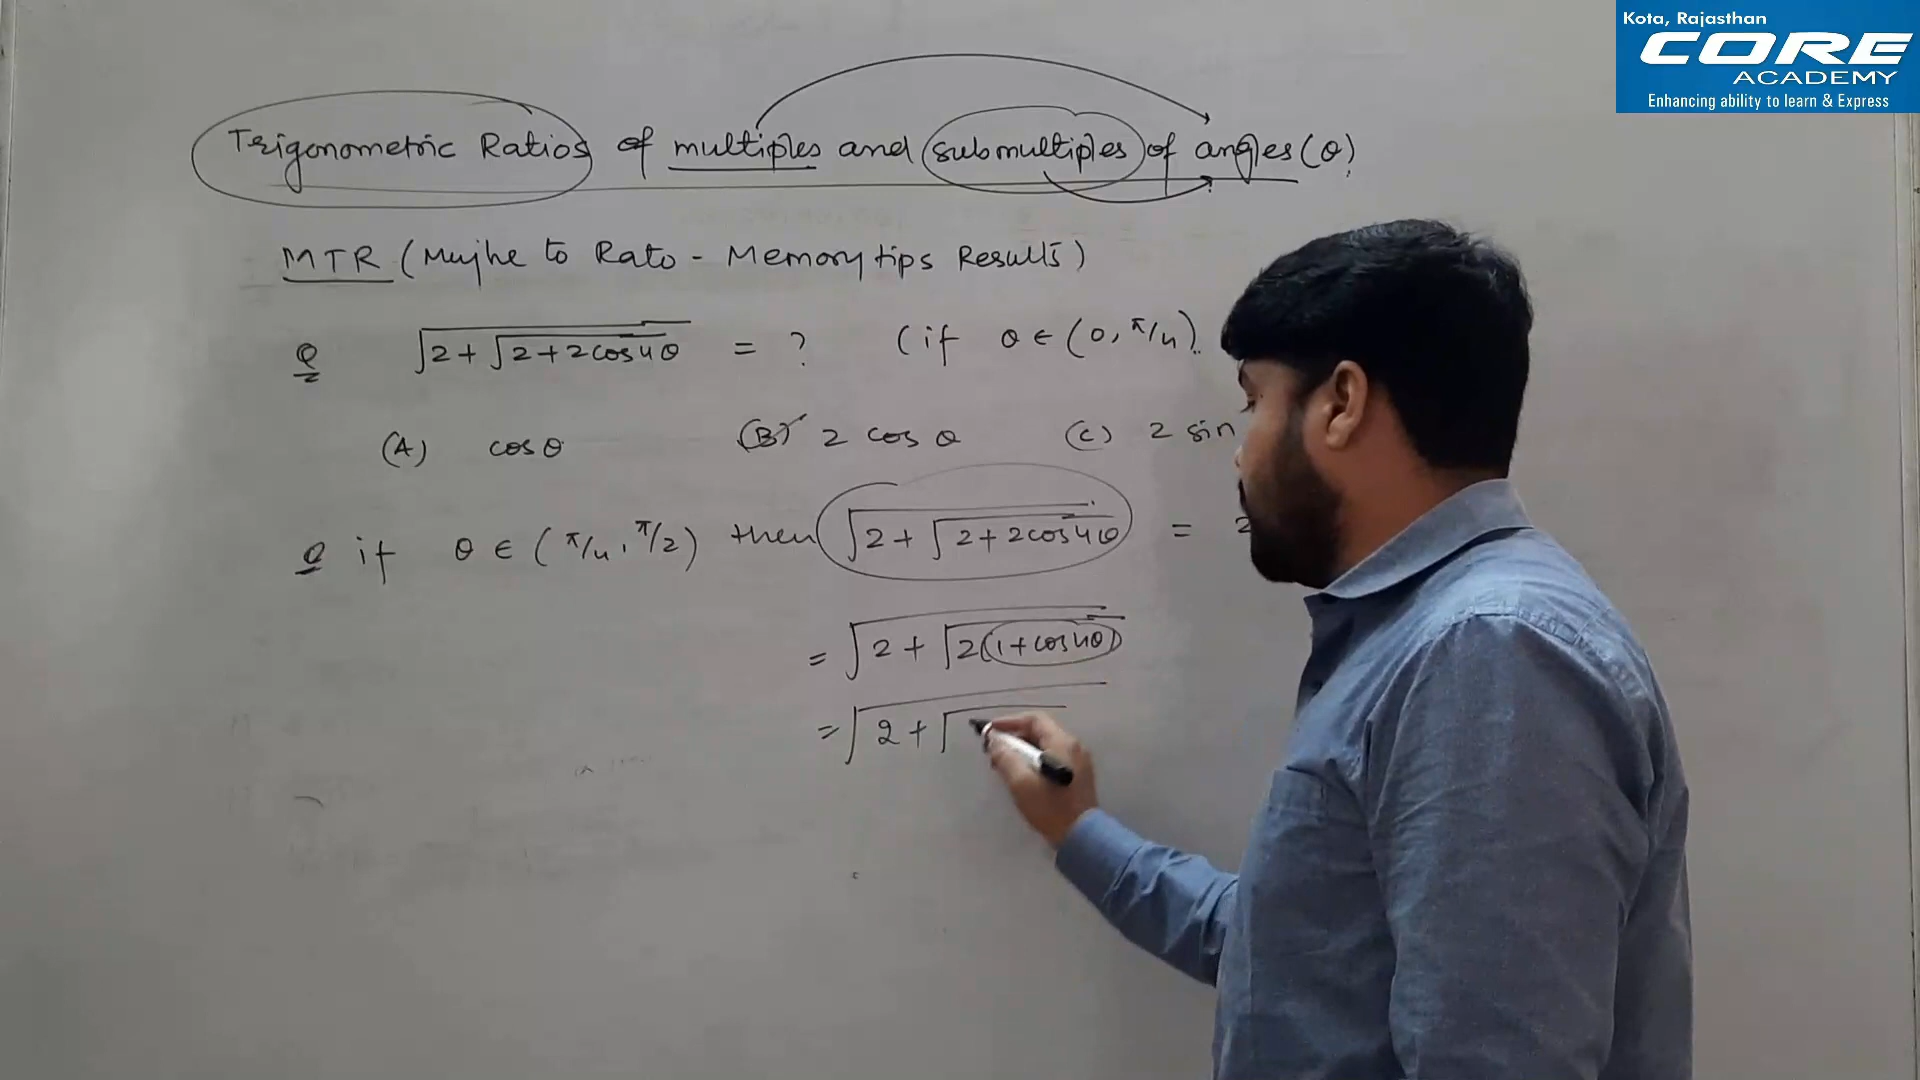 Kota, Rajasthan
CORE
ACADEMY
Enhancing ability to learn & Express
Trigonometric Ratios of multiples and submultiples of angles (θ)
MTR (Mujhe to Rato - Memory tips Results)
Q √(2+√(2+2cos4θ)) = ? (if θ ∈ (0, π/4)
(A) cosθ (B) 2 cos θ (C) 2 sin
Q if θ ∈ (π/4, π/2) then √(2+√(2+2cos4θ)) = 2
= √(2+√(2(1+cos4θ)))
= √(2+√